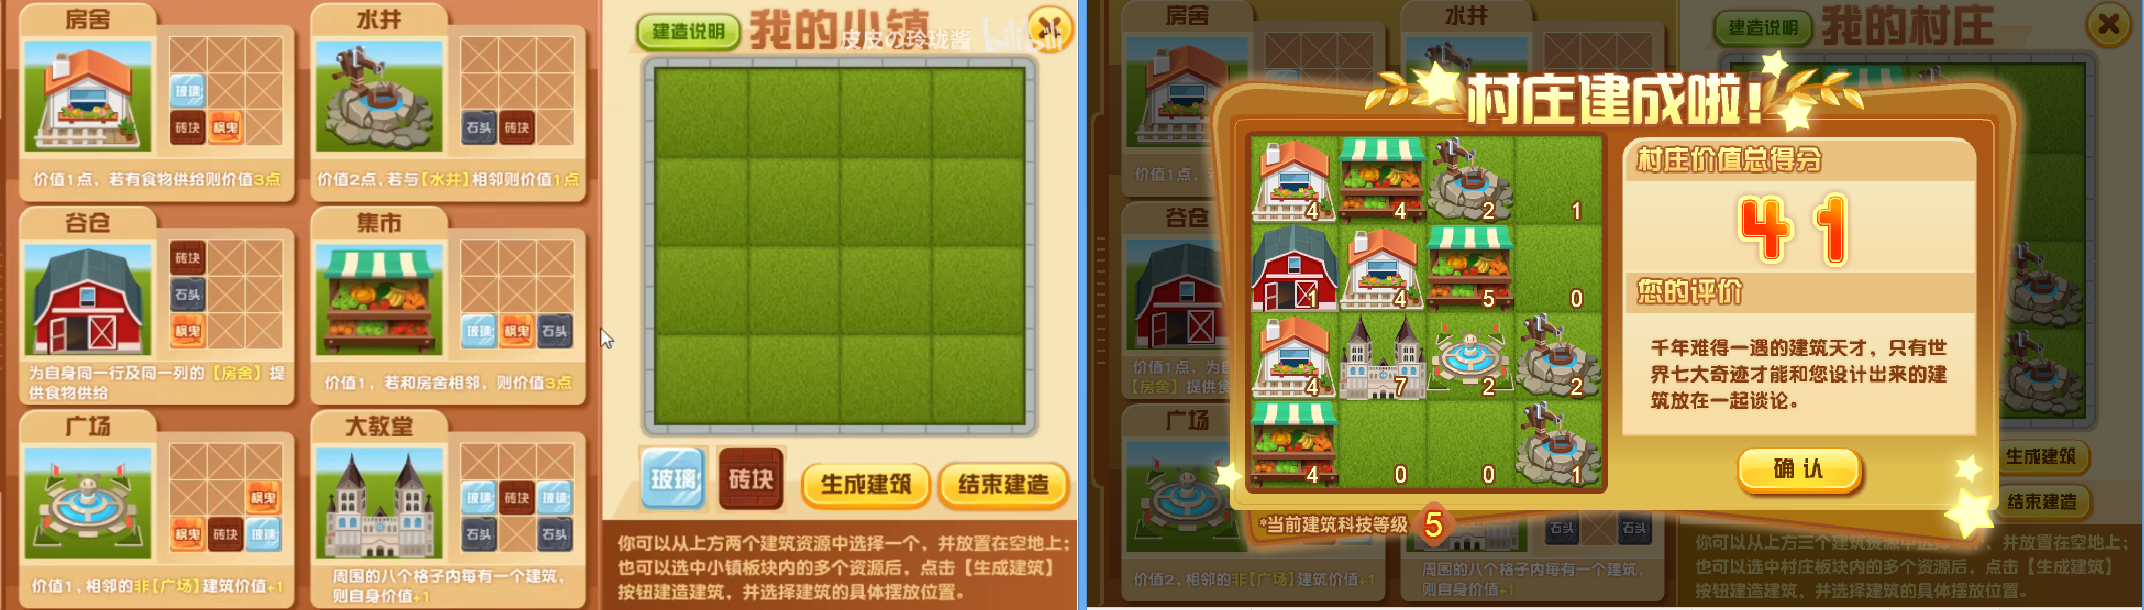 房舍
玻璃
砖块 枫鬼
价值1点，若有食物供给则价值3点
水井
石头 砖块
价值2点，若与【水井】相邻则价值1点
谷仓
砖块
石头
枫鬼
为自身同一行及同一列的【房舍】提
供食物供给
集市
玻璃 枫鬼 石头
价值1，若和房舍相邻，则价值3点
广场
枫鬼
枫鬼 砖块 玻璃
价值1，相邻的非【广场】建筑价值+1
大教堂
玻璃 砖块 玻璃
石头 石头
周围的八个格子内每有一个建筑，
则自身价值+1
建造说明
我的小镇
皮皮の玲珑酱 bilibili
玻璃 砖块
生成建筑
结束建造
你可以从上方两个建筑资源中选择一个，并放置在空地上；
也可以选中小镇板块内的多个资源后，点击【生成建筑】
按钮建造建筑，并选择建筑的具体摆放位置。
房舍
价值1点，
水井
建造说明
我的村庄
村庄建成啦！
4 4 2 1
1 4 5 0
4 7 2 2
4 0 0 1
*当前建筑科技等级 5
村庄价值总得分
41
您的评价
千年难得一遇的建筑天才，只有世
界七大奇迹才能和您设计出来的建
筑放在一起谈论。
确认
谷仓
价值1点，为自
【房舍】提供食
广场
价值2，相邻的非【广场】建筑价值+1
石头 石头
周围的八个格子内每有一个建筑，
则自身价值+1
生成建筑
结束建造
你可以从上方三个建筑资源中选择，并放置在空地上；
也可以选中村庄板块内的多个资源后，点击【生成建筑】
按钮建造建筑，并选择建筑的具体摆放位置。